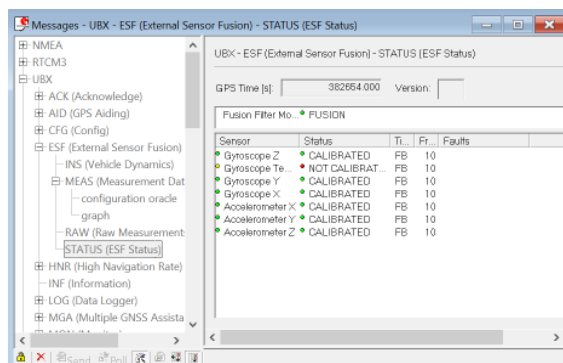 Messages - UBX - ESF (External Sensor Fusion) - STATUS (ESF Status)
NMEA
RTCM3
UBX
ACK (Acknowledge)
AID (GPS Aiding)
CFG (Config)
ESF (External Sensor Fusion)
INS (Vehicle Dynamics)
MEAS (Measurement Dat
configuration oracle
graph
RAW (Raw Measurement
STATUS (ESF Status)
HNR (High Navigation Rate)
INF (Information)
LOG (Data Logger)
MGA (Multiple GNSS Assista
UBX - ESF (External Sensor Fusion) - STATUS (ESF Status)
GPS Time [s]: 382654.000 Version:
Fusion Filter Mo... FUSION
Sensor Status Ti... Fr... Faults
Gyroscope Z CALIBRATED FB 10
Gyroscope Te... NOT CALIBRAT... FB 10
Gyroscope Y CALIBRATED FB 10
Gyroscope X CALIBRATED FB 10
Accelerometer X CALIBRATED FB 10
Accelerometer Y CALIBRATED FB 10
Accelerometer Z CALIBRATED FB 10
Send Poll